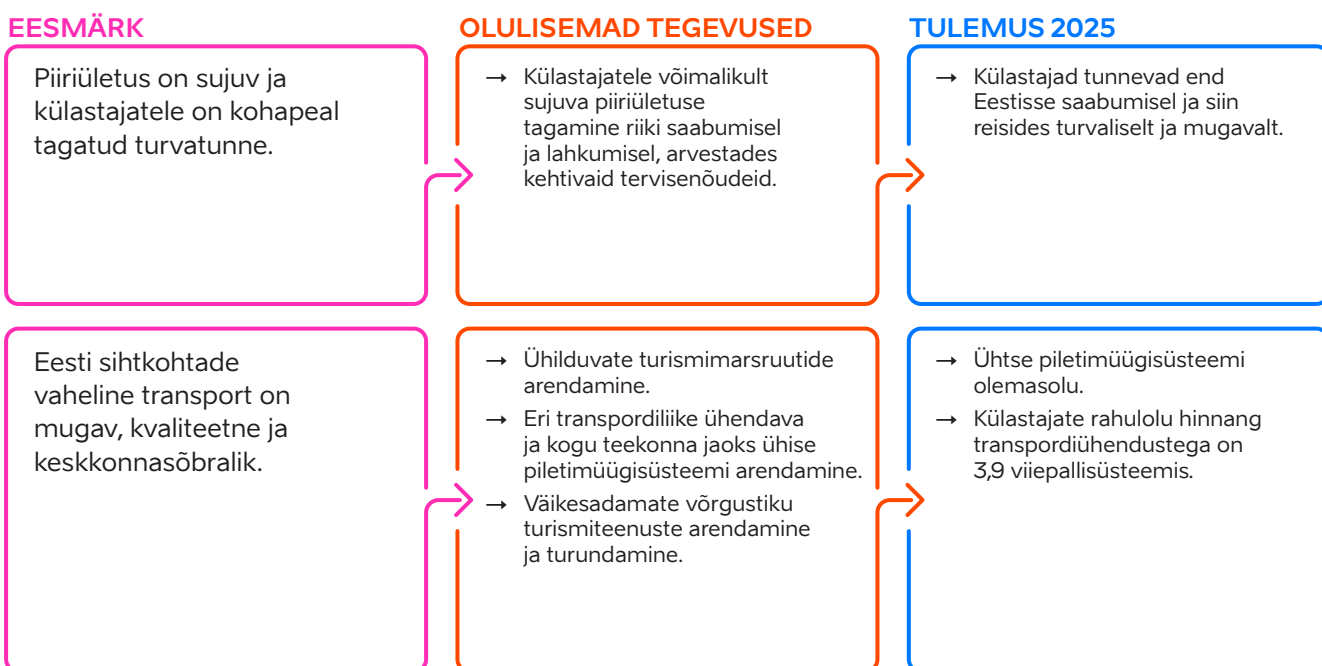 EESMÄRK
OLULISEMAD TEGEVUSED
TULEMUS 2025
Piiriületus on sujuv ja
külastajatele on kohapeal
tagatud turvatunne.
→ Külastajatele võimalikult
sujuva piiriületuse
tagamine riiki saabumisel
ja lahkumisel, arvestades
kehtivaid tervisenõudeid.
→ Külastajad tunnevad end
Eestisse saabumisel ja siin
reisides turvaliselt ja mugavalt.
Eesti sihtkohtade
vaheline transport on
mugav, kvaliteetne ja
keskkonnasõbralik.
→ Ühilduvate turismimarsruutide
arendamine.
→ Eri transpordiliike ühendava
ja kogu teekonna jaoks ühise
piletimüügisüsteemi arendamine.
→ Väikesadamate võrgustiku
turismiteenuste arendamine
ja turundamine.
→ Ühtse piletimüügisüsteemi
olemasolu.
→ Külastajate rahulolu hinnang
transpordiühendustega on
3,9 viiepallisüsteemis.